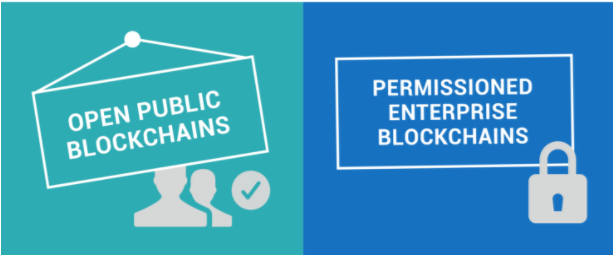 OPEN PUBLIC
BLOCKCHAINS
PERMISSIONED
ENTERPRISE
BLOCKCHAINS